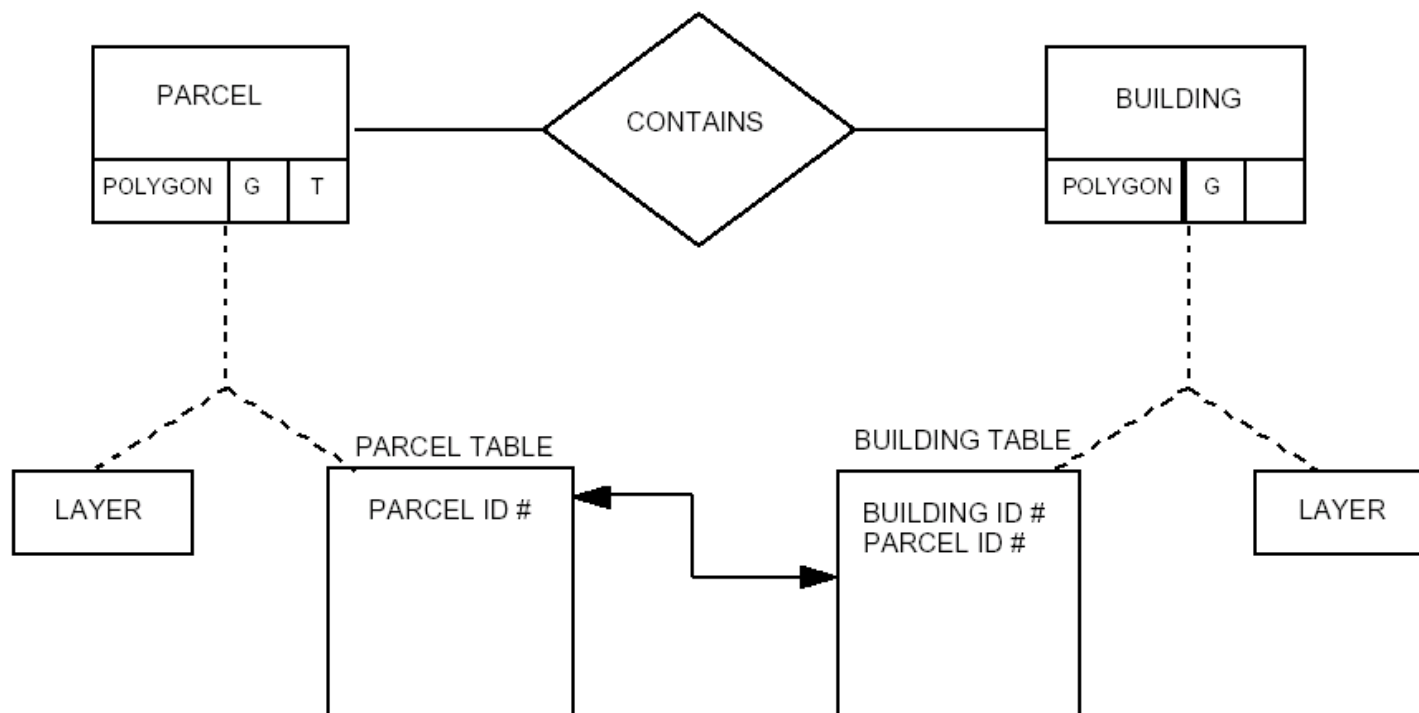 PARCEL
CONTAINS
BUILDING
POLYGON G T
POLYGON G
PARCEL TABLE
BUILDING TABLE
LAYER
PARCEL ID #
BUILDING ID #
PARCEL ID #
LAYER